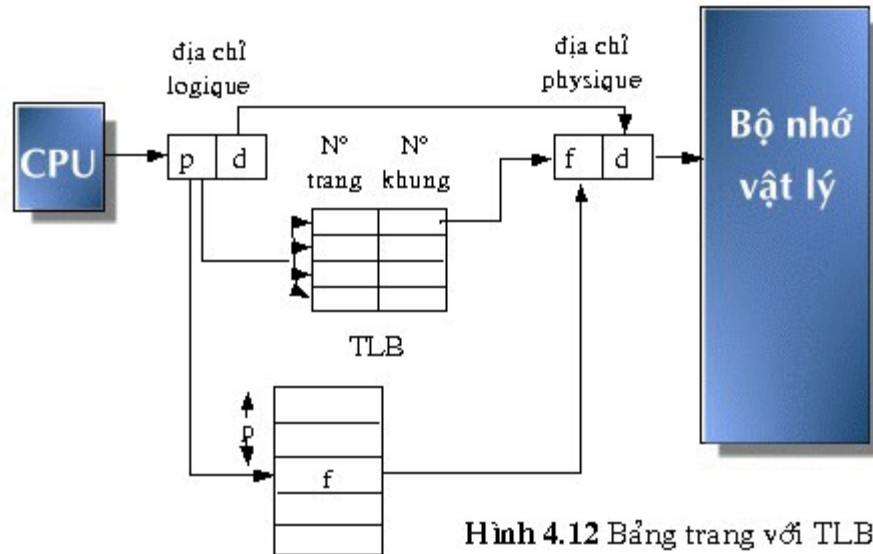 địa chỉ
logique
địa chỉ
physique
CPU
p d
N°
trang
N°
khung
f d
Bộ nhớ
vật lý
TLB
p
f
Hình 4.12 Bảng trang với TLB